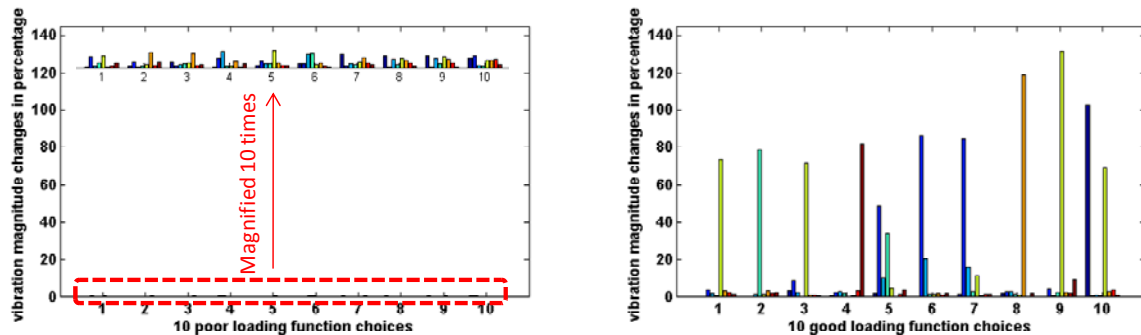 140
120
100
80
60
40
20
0
vibration magnitude changes in percentage
1 2 3 4 5 6 7 8 9 10
Magnified 10 times
1 2 3 4 5 6 7 8 9 10
10 poor loading function choices
140
120
100
80
60
40
20
0
vibration magnitude changes in percentage
1 2 3 4 5 6 7 8 9 10
10 good loading function choices